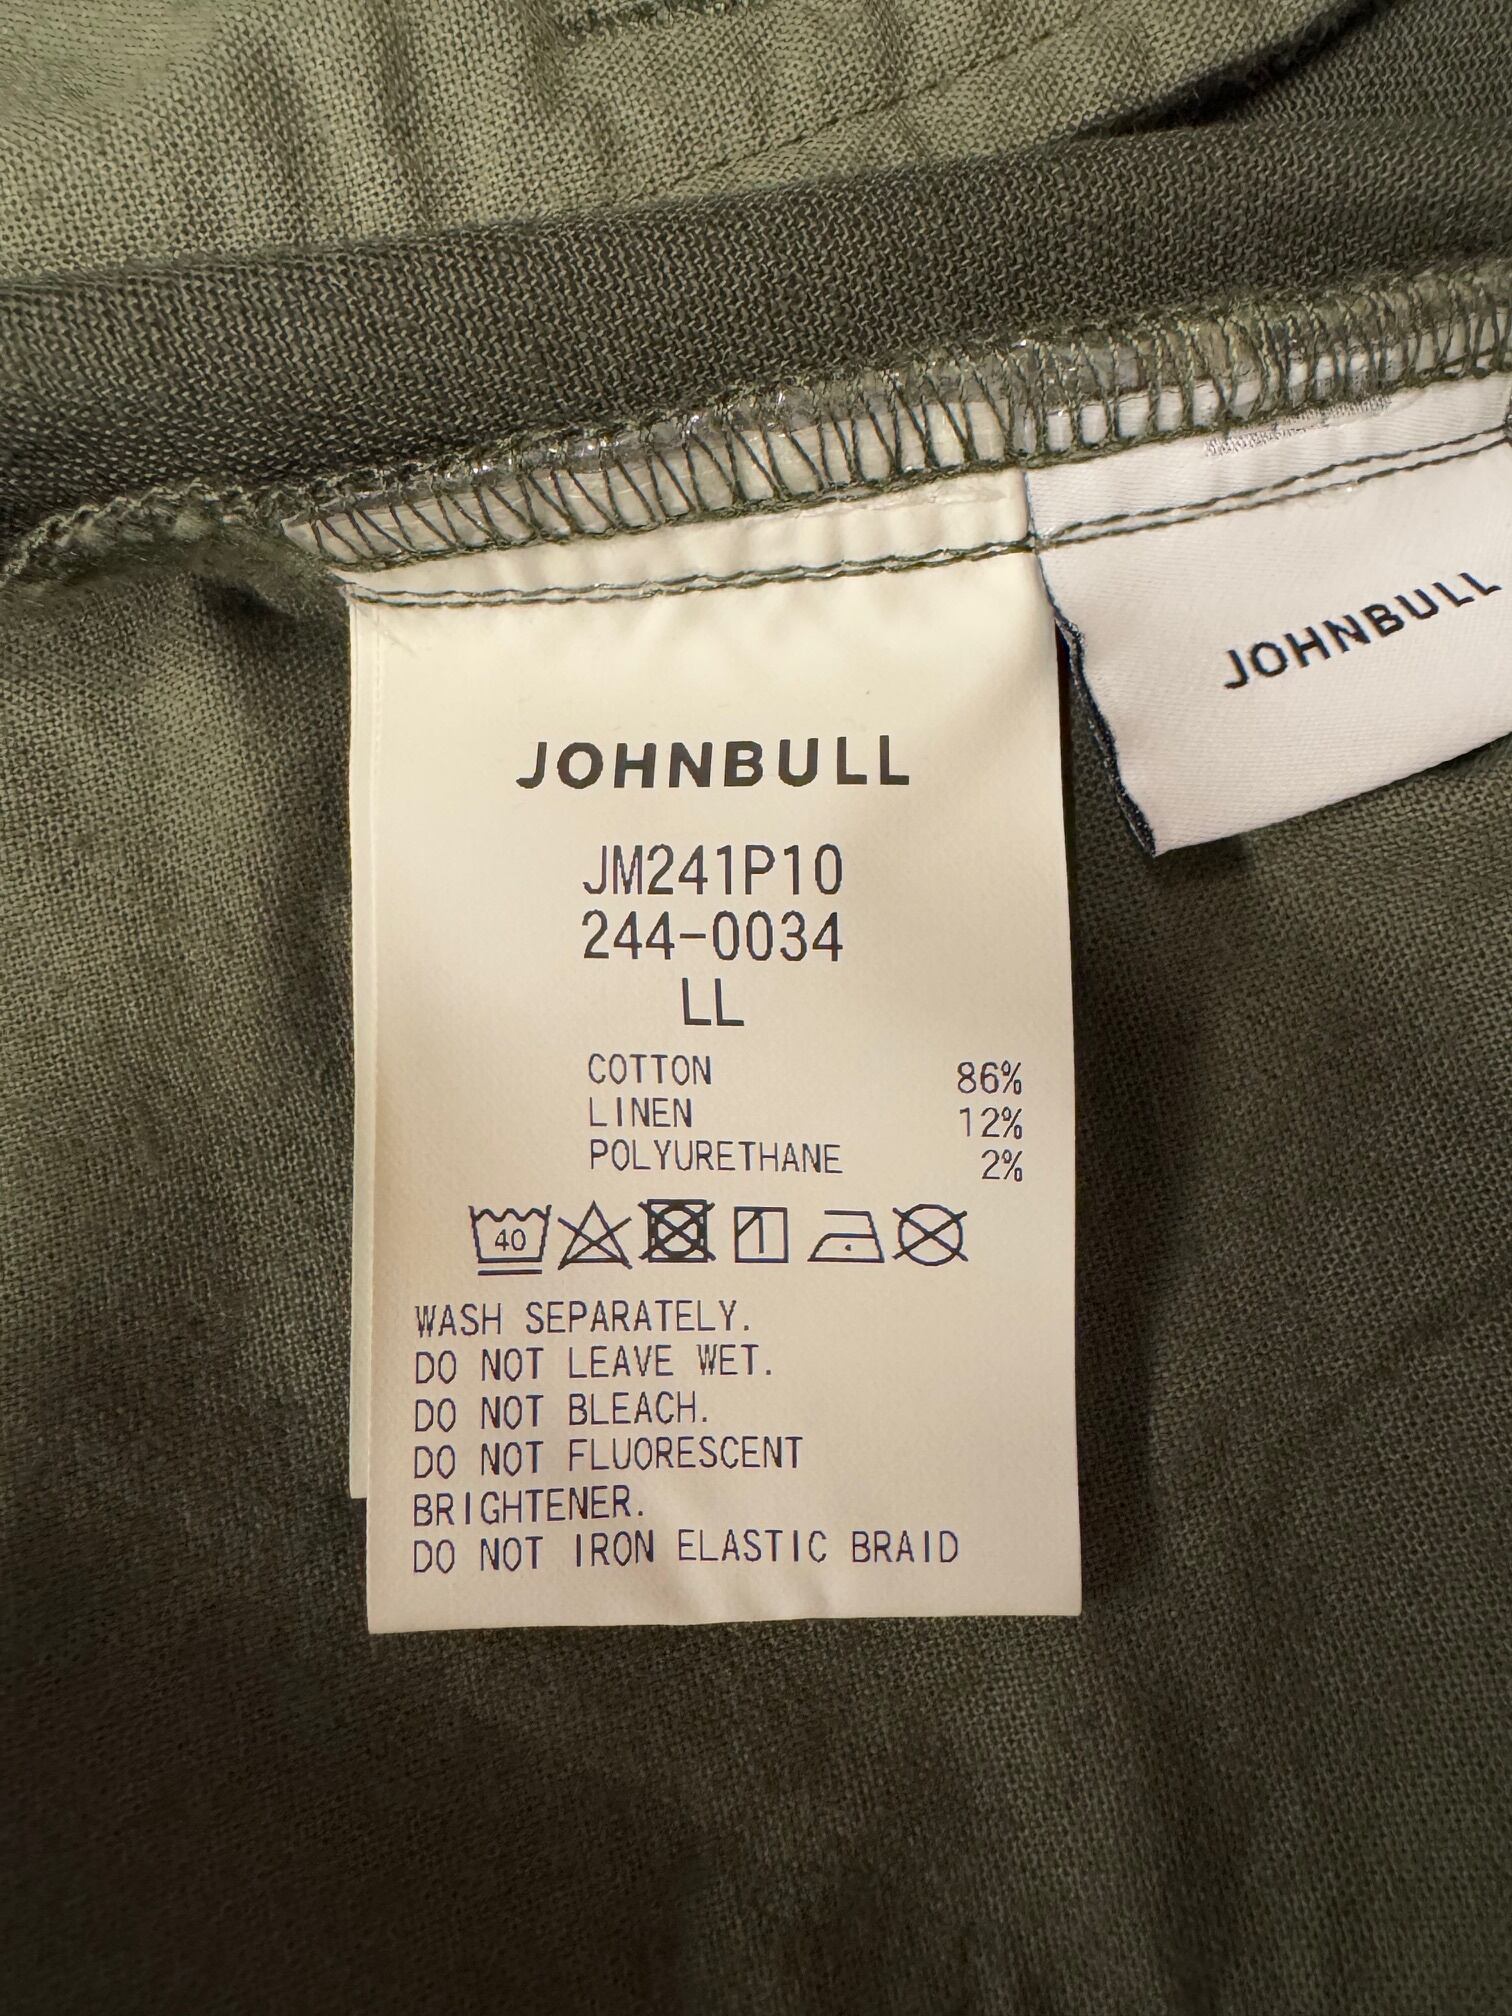 JOHNBULL
JOHNBULL
JM241P10
244-0034
LL
COTTON 86%
LINEN 12%
POLYURETHANE 2%
40
WASH SEPARATELY.
DO NOT LEAVE WET.
DO NOT BLEACH.
DO NOT FLUORESCENT
BRIGHTENER.
DO NOT IRON ELASTIC BRAID